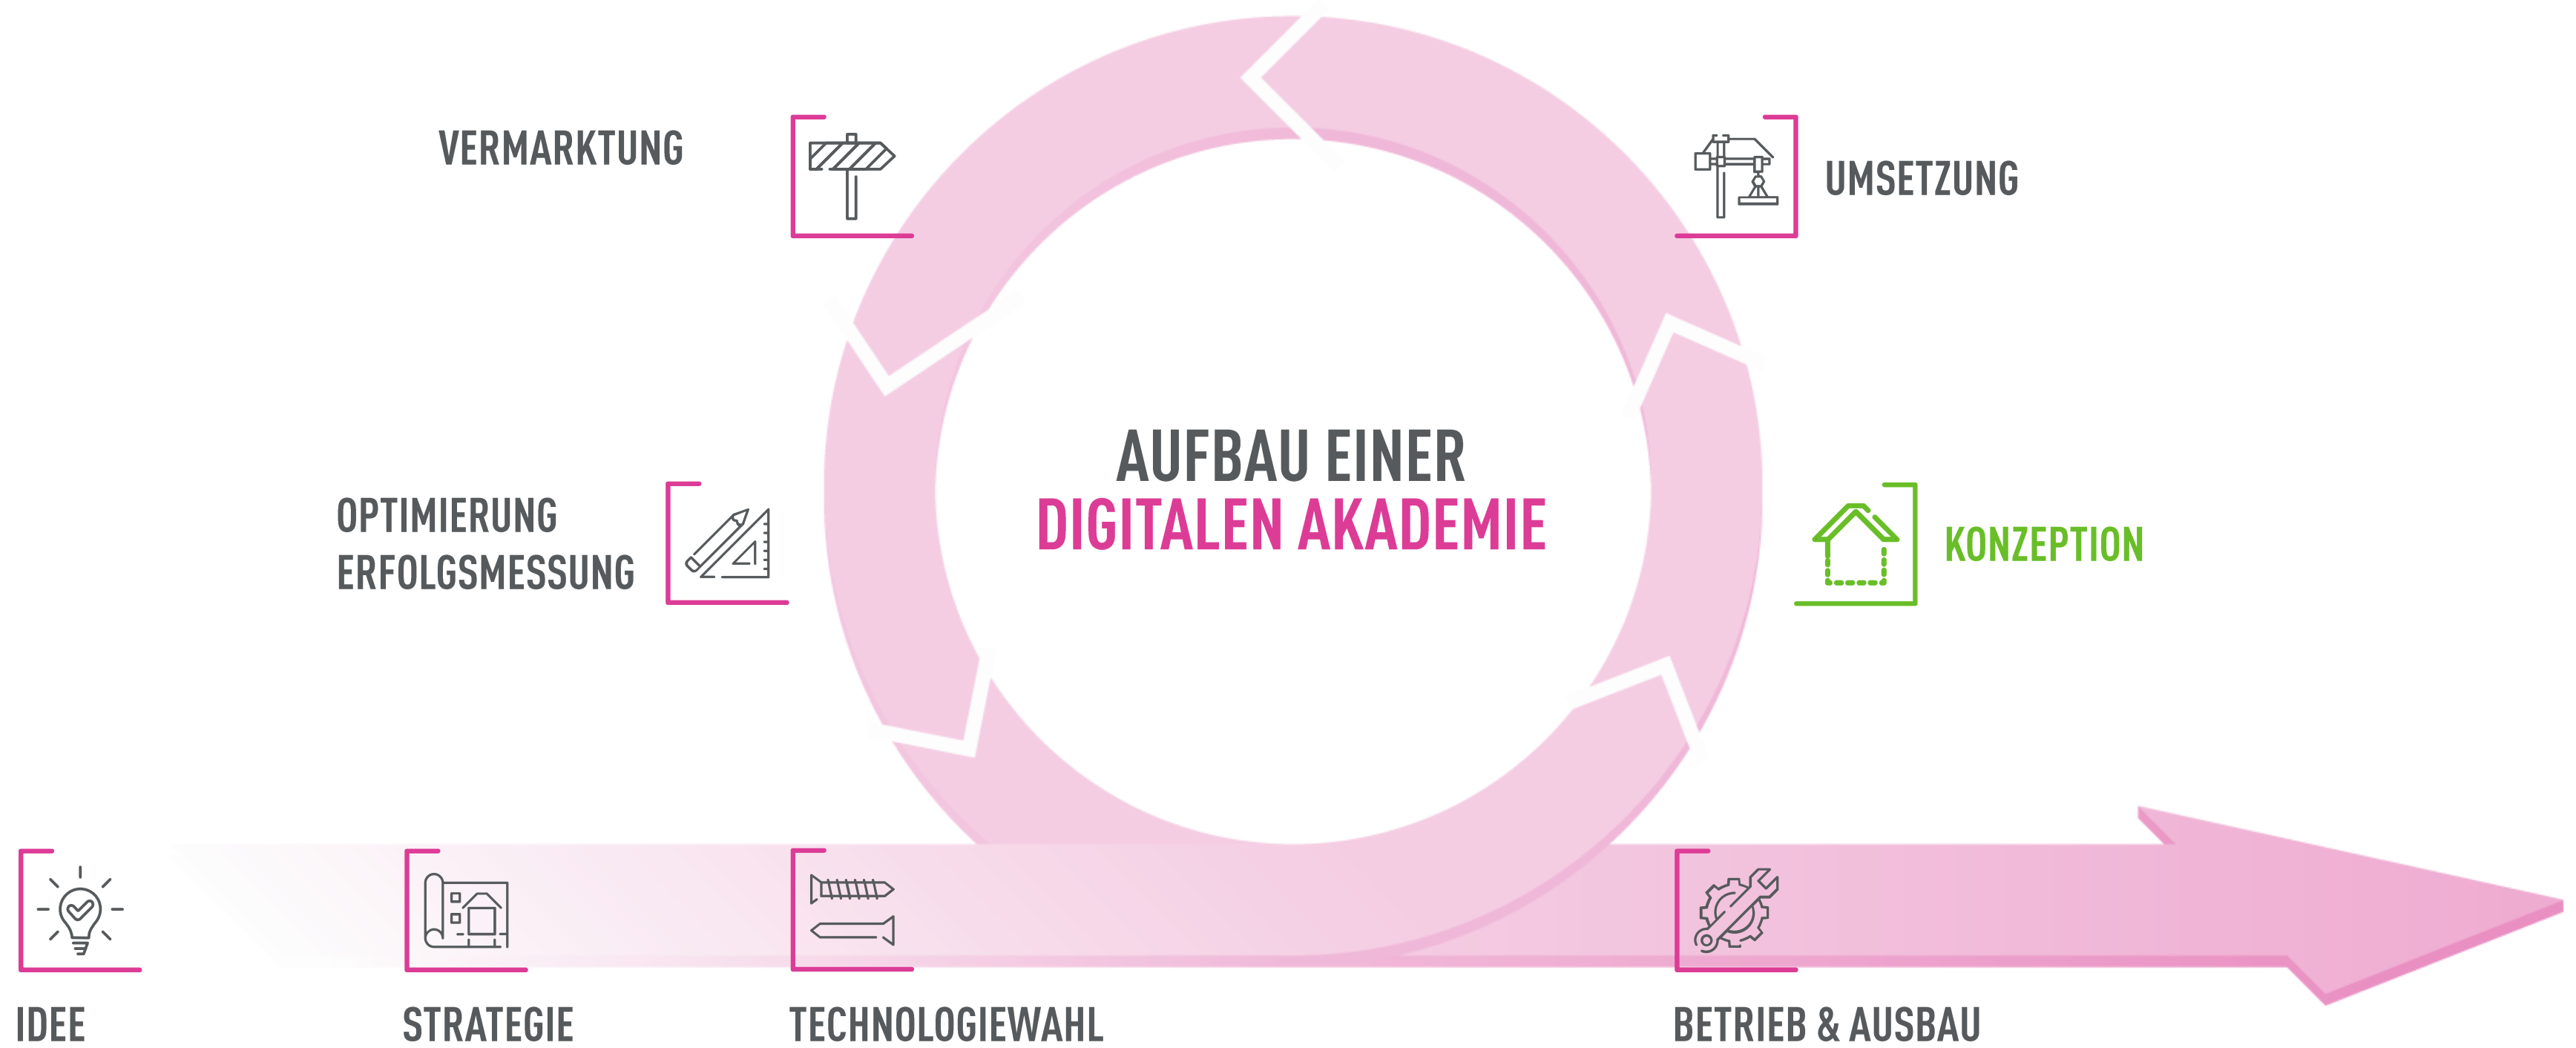 VERMARKTUNG
UMSETZUNG
AUFBAU EINER
DIGITALEN AKADEMIE
OPTIMIERUNG
ERFOLGSMESSUNG
KONZEPTION
IDEE
STRATEGIE
TECHNOLOGIEWAHL
BETRIEB & AUSBAU